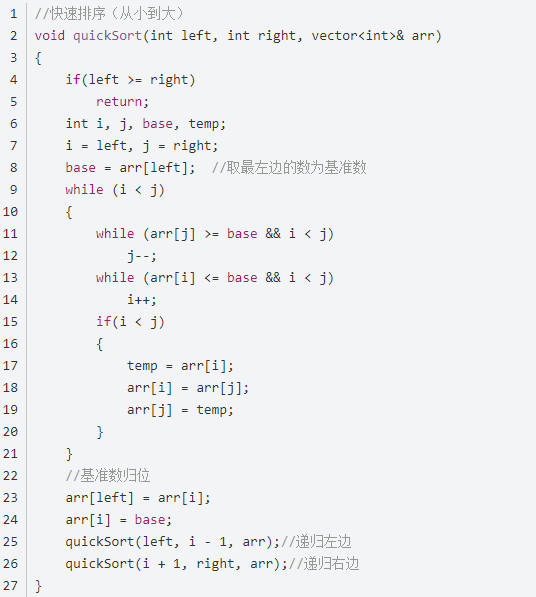 1 //快速排序（从小到大）
2 void quickSort(int left, int right, vector<int>& arr)
3 {
4     if(left >= right)
5         return;
6     int i, j, base, temp;
7     i = left, j = right;
8     base = arr[left];  //取最左边的数为基准数
9     while (i < j)
10     {
11         while (arr[j] >= base && i < j)
12             j--;
13         while (arr[i] <= base && i < j)
14             i++;
15         if(i < j)
16         {
17             temp = arr[i];
18             arr[i] = arr[j];
19             arr[j] = temp;
20         }
21     }
22     //基准数归位
23     arr[left] = arr[i];
24     arr[i] = base;
25     quickSort(left, i - 1, arr);//递归左边
26     quickSort(i + 1, right, arr);//递归右边
27 }